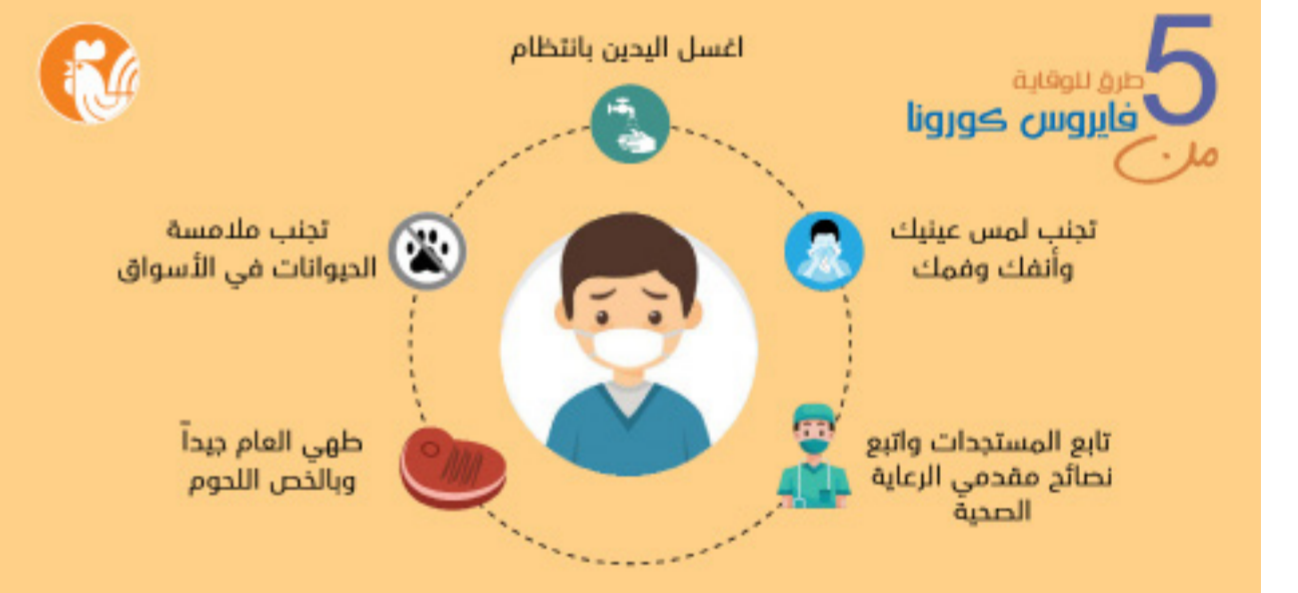 5
طرق للوقاية
من
فايروس كورونا
اغسل اليدين بانتظام
تجنب لمس عينيك
وأنفك وفمك
تابع المستجدات واتبع
نصائح مقدمي الرعاية
الصحية
تجنب ملامسة
الحيوانات في الأسواق
طهي العام جيداً
وبالخص اللحوم